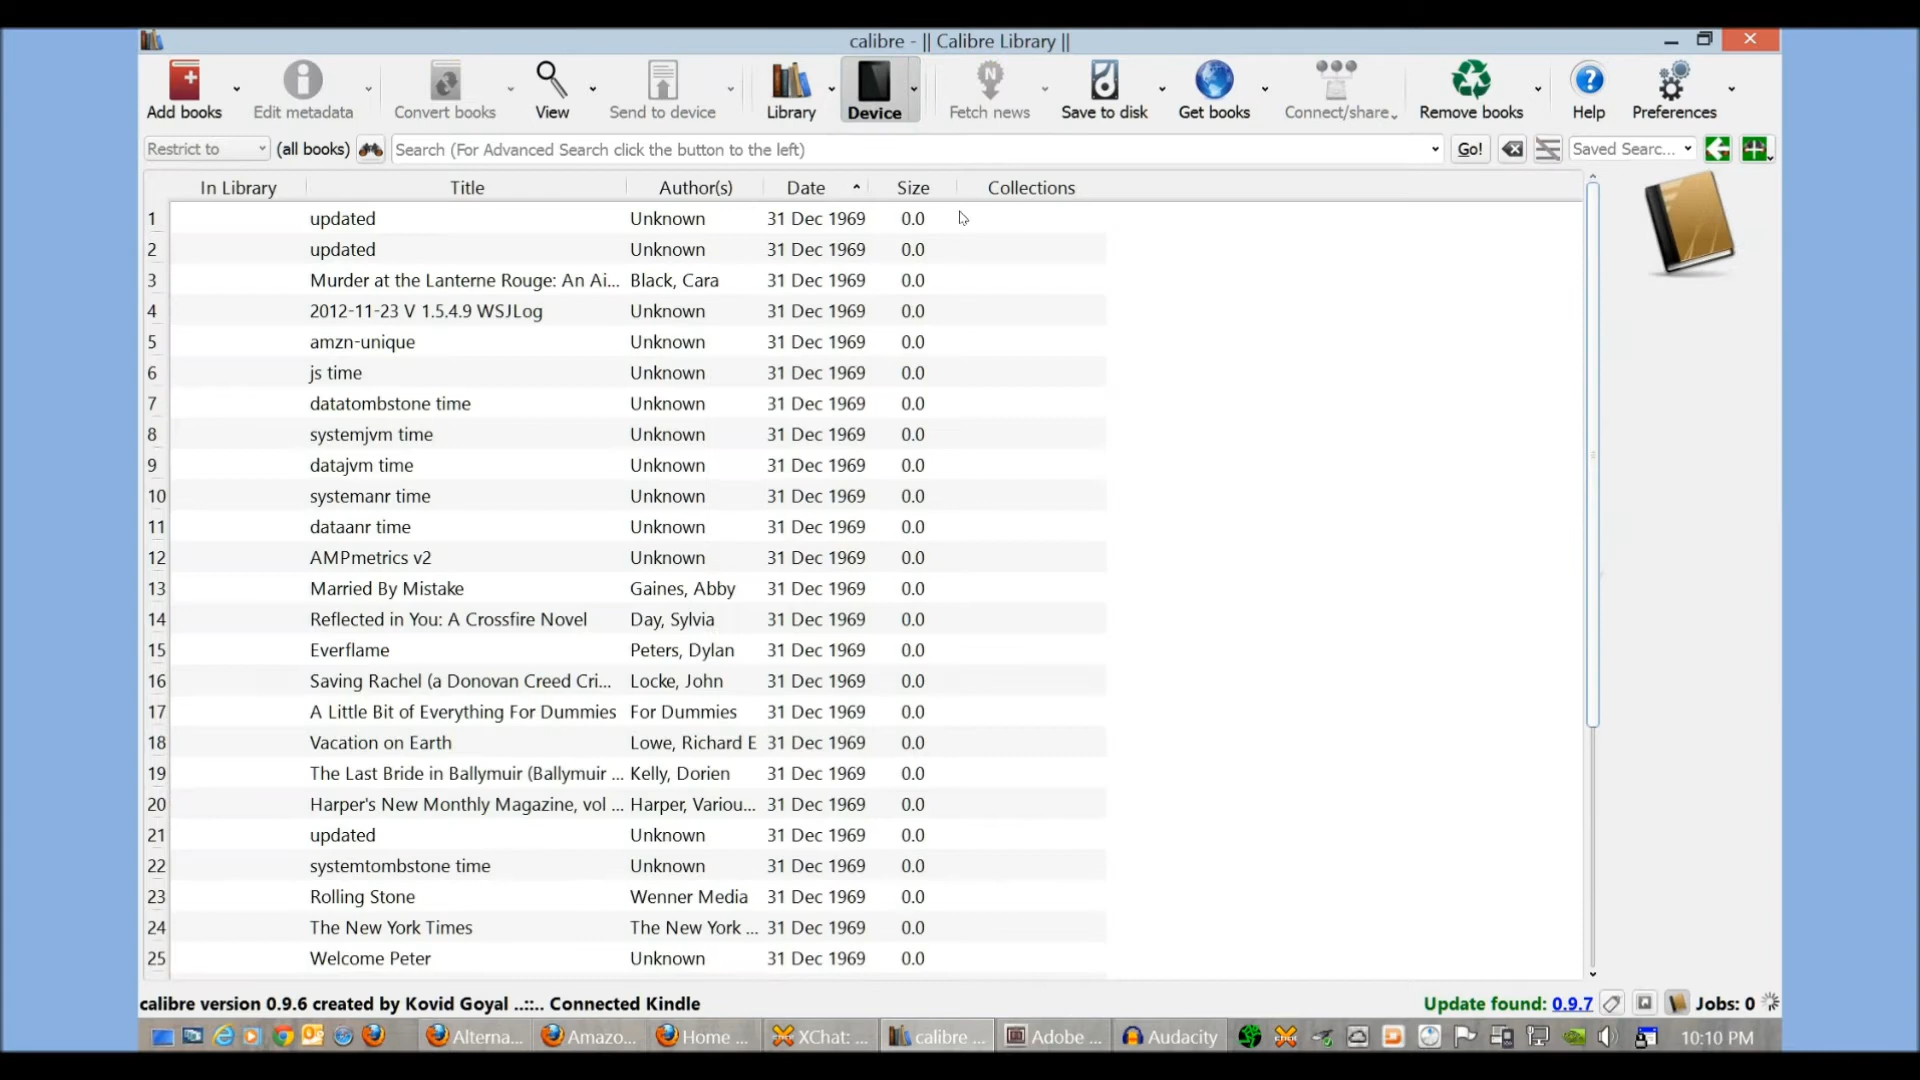 calibre - || Calibre Library ||
Add books Edit metadata Convert books View Send to device Library Device Fetch news Save to disk Get books Connect/share Remove books Help Preferences
Restrict to (all books) Search (For Advanced Search click the button to the left) Go! Saved Searc...
In Library Title Author(s) Date Size Collections
1 updated Unknown 31 Dec 1969 0.0
2 updated Unknown 31 Dec 1969 0.0
3 Murder at the Lanterne Rouge: An Ai... Black, Cara 31 Dec 1969 0.0
4 2012-11-23 V 1.5.4.9 WSJLog Unknown 31 Dec 1969 0.0
5 amzn-unique Unknown 31 Dec 1969 0.0
6 js time Unknown 31 Dec 1969 0.0
7 datatombstone time Unknown 31 Dec 1969 0.0
8 systemjvm time Unknown 31 Dec 1969 0.0
9 datajvm time Unknown 31 Dec 1969 0.0
10 systemanr time Unknown 31 Dec 1969 0.0
11 dataanr time Unknown 31 Dec 1969 0.0
12 AMPmetrics v2 Unknown 31 Dec 1969 0.0
13 Married By Mistake Gaines, Abby 31 Dec 1969 0.0
14 Reflected in You: A Crossfire Novel Day, Sylvia 31 Dec 1969 0.0
15 Everflame Peters, Dylan 31 Dec 1969 0.0
16 Saving Rachel (a Donovan Creed Cri... Locke, John 31 Dec 1969 0.0
17 A Little Bit of Everything For Dummies For Dummies 31 Dec 1969 0.0
18 Vacation on Earth Lowe, Richard E 31 Dec 1969 0.0
19 The Last Bride in Ballymuir (Ballymuir ... Kelly, Dorien 31 Dec 1969 0.0
20 Harper's New Monthly Magazine, vol ... Harper, Variou... 31 Dec 1969 0.0
21 updated Unknown 31 Dec 1969 0.0
22 systemtombstone time Unknown 31 Dec 1969 0.0
23 Rolling Stone Wenner Media 31 Dec 1969 0.0
24 The New York Times The New York ... 31 Dec 1969 0.0
25 Welcome Peter Unknown 31 Dec 1969 0.0
calibre version 0.9.6 created by Kovid Goyal ..::.. Connected Kindle Update found: 0.9.7 Jobs: 0
Alterna... Amazo... Home ... XChat: ... calibre ... Adobe ... Audacity 10:10 PM